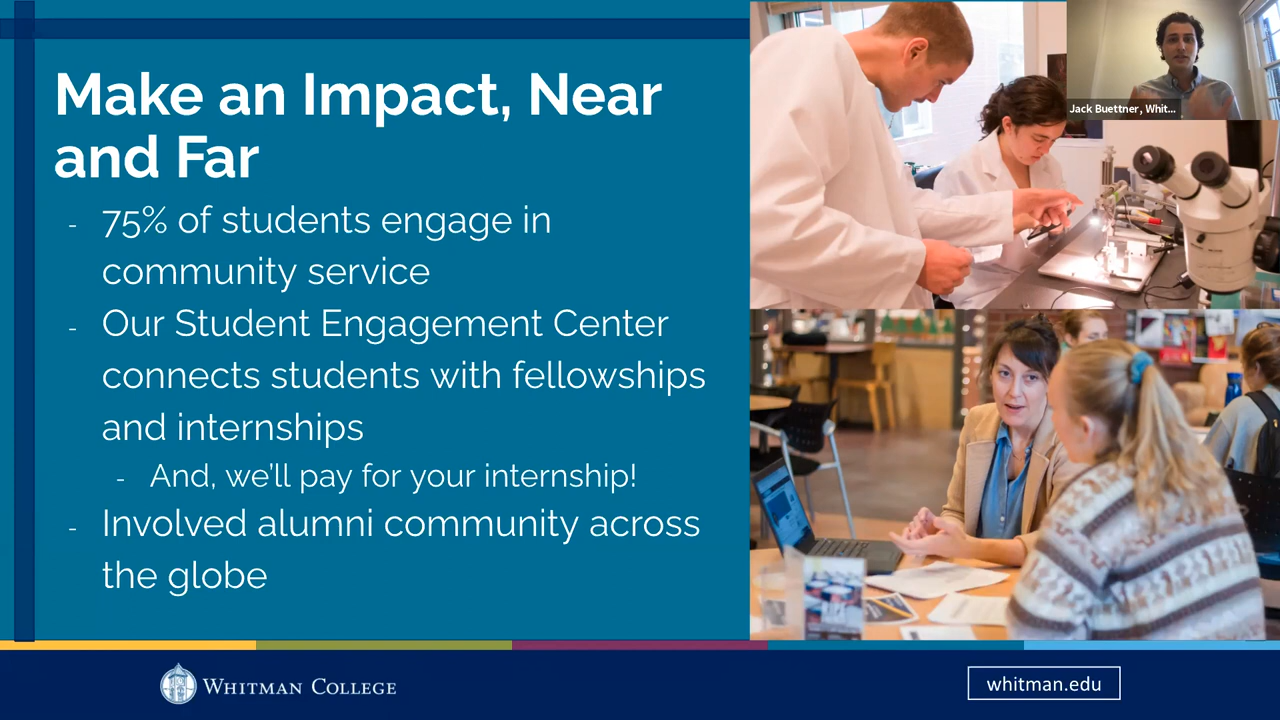 Make an Impact, Near
and Far
- 75% of students engage in
community service
- Our Student Engagement Center
connects students with fellowships
and internships
- And, we'll pay for your internship!
- Involved alumni community across
the globe
Jack Buettner, Whit...
WHITMAN COLLEGE
whitman.edu